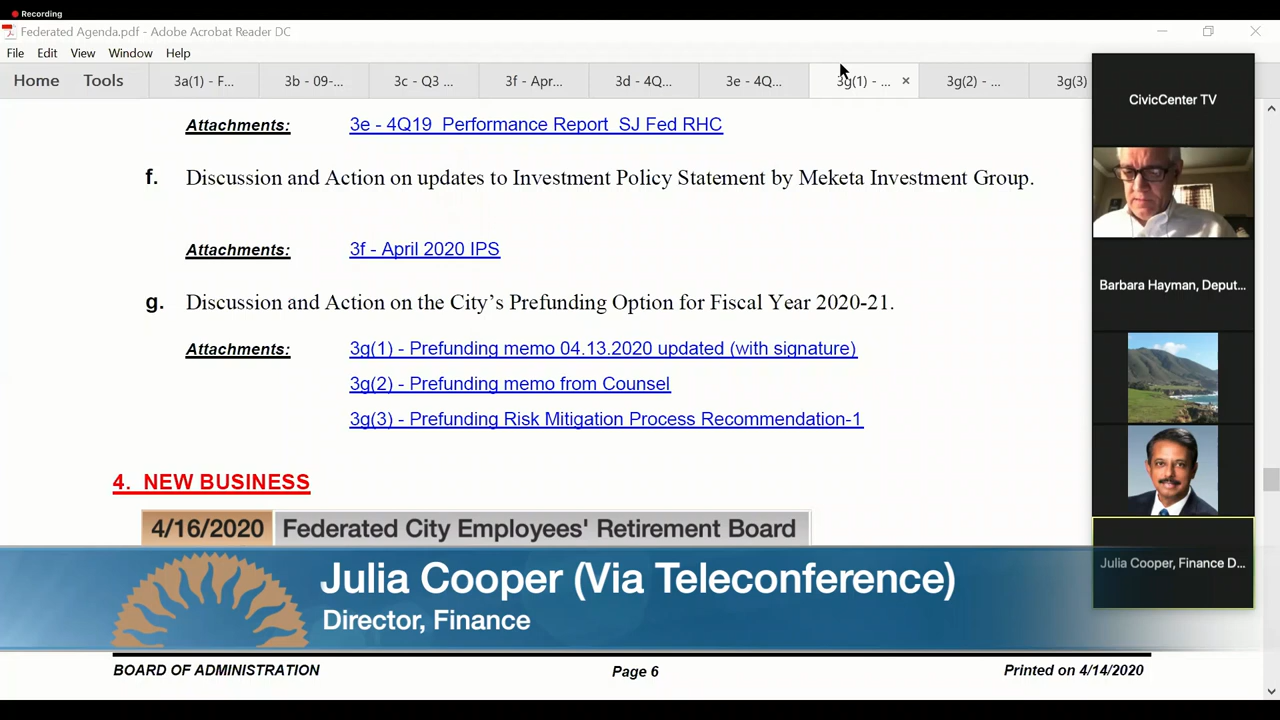 Recording
Federated Agenda.pdf - Adobe Acrobat Reader DC
File Edit View Window Help
Home Tools 3a(1) - F... 3b - 09-... 3c - Q3 ... 3f - Apr... 3d - 4Q... 3e - 4Q... 3g(1) - ... × 3g(2) - ... 3g(3)
Attachments: 3e - 4Q19 Performance Report SJ Fed RHC
f. Discussion and Action on updates to Investment Policy Statement by Meketa Investment Group.
Attachments: 3f - April 2020 IPS
g. Discussion and Action on the City’s Prefunding Option for Fiscal Year 2020-21.
Attachments: 3g(1) - Prefunding memo 04.13.2020 updated (with signature)
3g(2) - Prefunding memo from Counsel
3g(3) - Prefunding Risk Mitigation Process Recommendation-1
4. NEW BUSINESS
4/16/2020 Federated City Employees' Retirement Board
Julia Cooper (Via Teleconference)
Director, Finance
BOARD OF ADMINISTRATION Page 6 Printed on 4/14/2020
CivicCenter TV
Barbara Hayman, Deput...
Julia Cooper, Finance D...